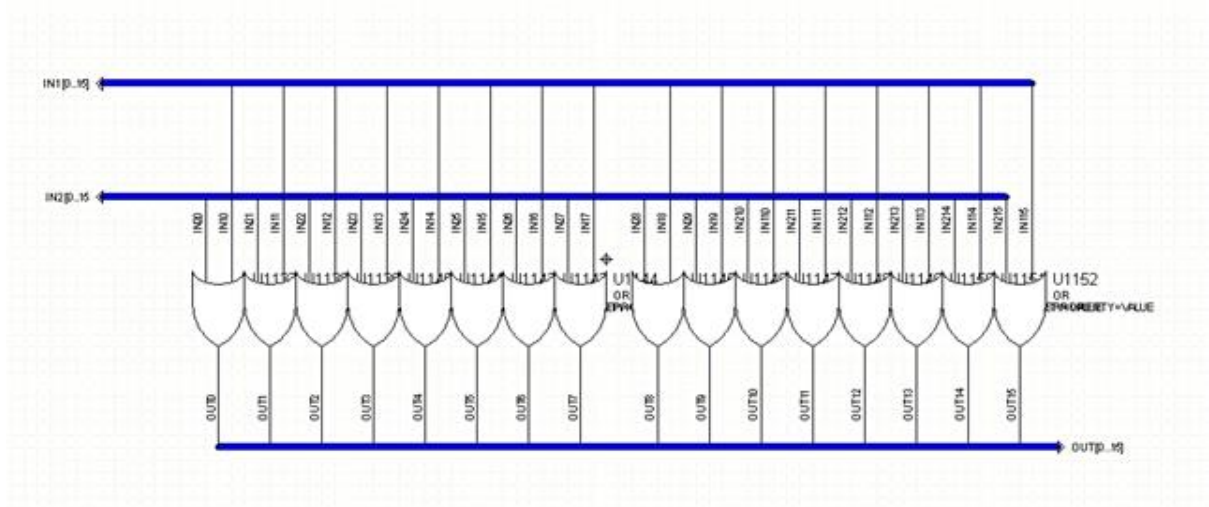 IN1[0..15]
IN2[0..15
IN20 IN10 IN21 IN11 IN22 IN12 IN23 IN13 IN24 IN14 IN25 IN15 IN26 IN16 IN27 IN17 IN28 IN18 IN29 IN19 IN210 IN110 IN211 IN111 IN212 IN112 IN213 IN113 IN214 IN114 IN215 IN115
U1152
OR OR
OUT0 OUT1 OUT2 OUT3 OUT4 OUT5 OUT6 OUT7 OUT8 OUT9 OUT10 OUT11 OUT12 OUT13 OUT14 OUT15
OUT[0..15]